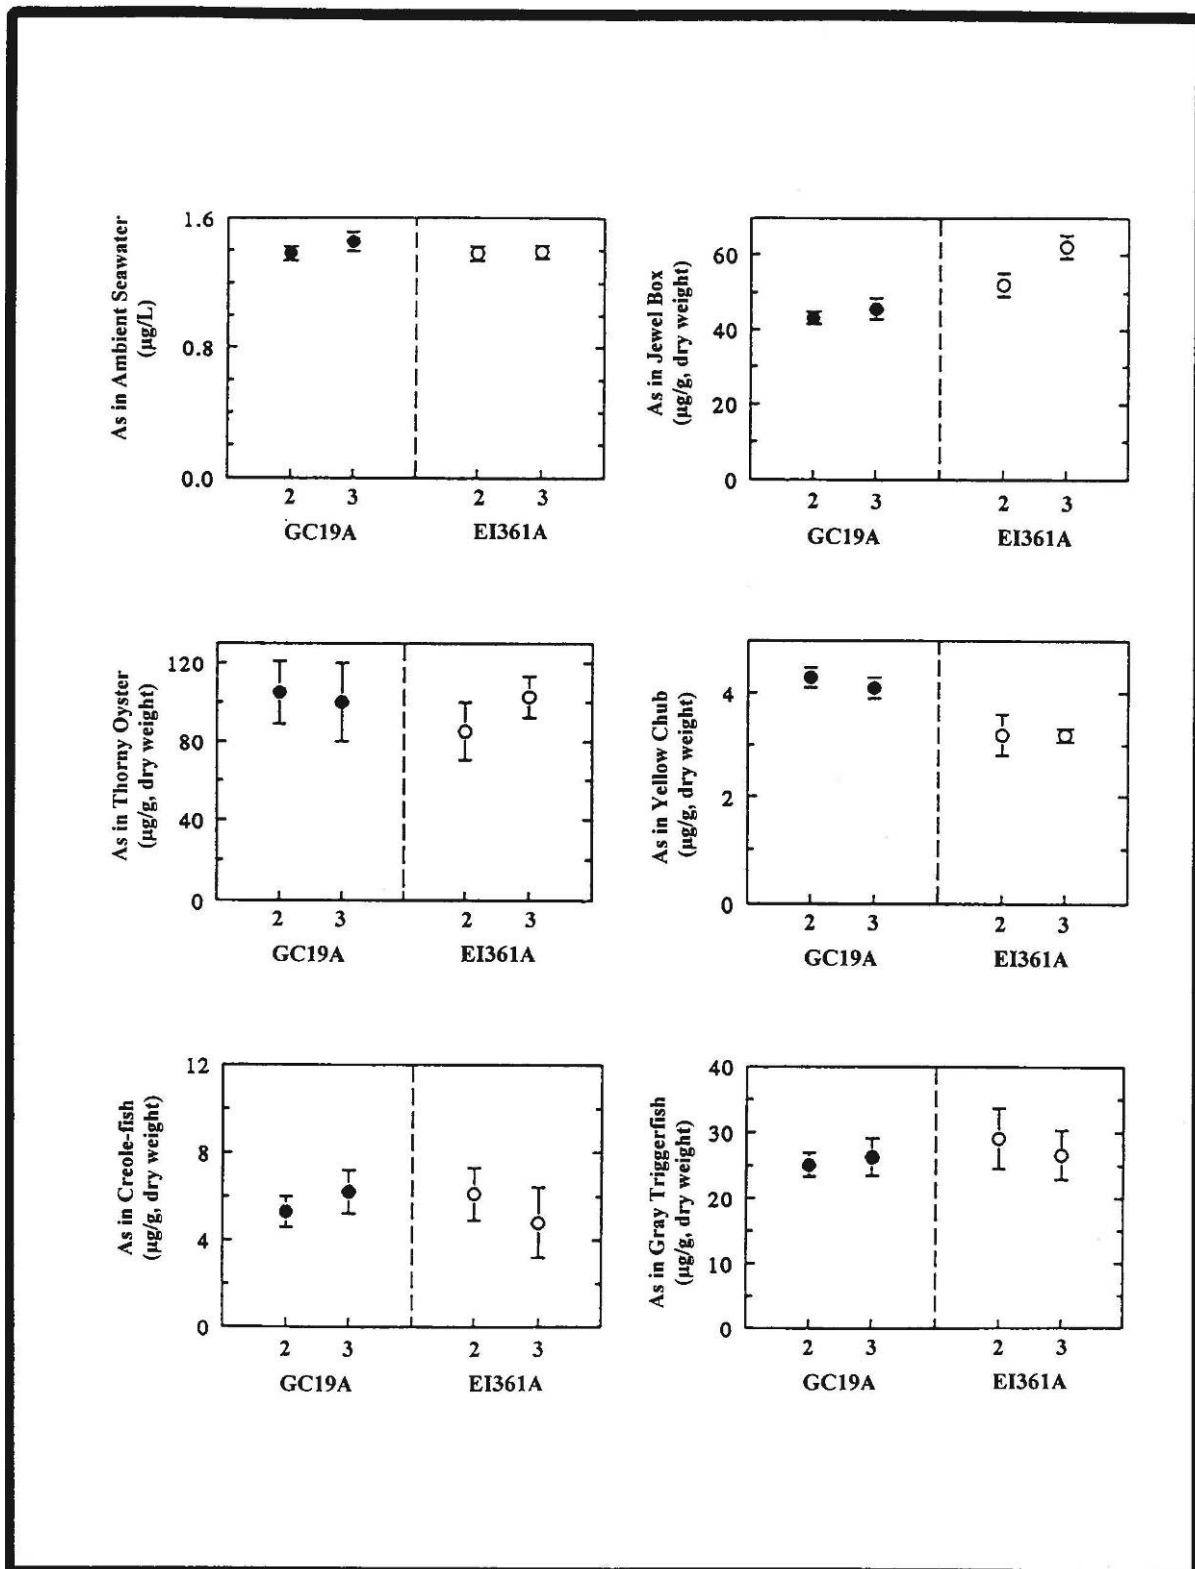 As in Ambient Seawater
(µg/L)
1.6
0.8
0.0
2 3 2 3
GC19A EI361A
As in Jewel Box
(µg/g, dry weight)
60
40
20
0
2 3 2 3
GC19A EI361A
As in Thorny Oyster
(µg/g, dry weight)
120
80
40
0
2 3 2 3
GC19A EI361A
As in Yellow Chub
(µg/g, dry weight)
4
2
0
2 3 2 3
GC19A EI361A
As in Creole-fish
(µg/g, dry weight)
12
8
4
0
2 3 2 3
GC19A EI361A
As in Gray Triggerfish
(µg/g, dry weight)
40
30
20
10
0
2 3 2 3
GC19A EI361A